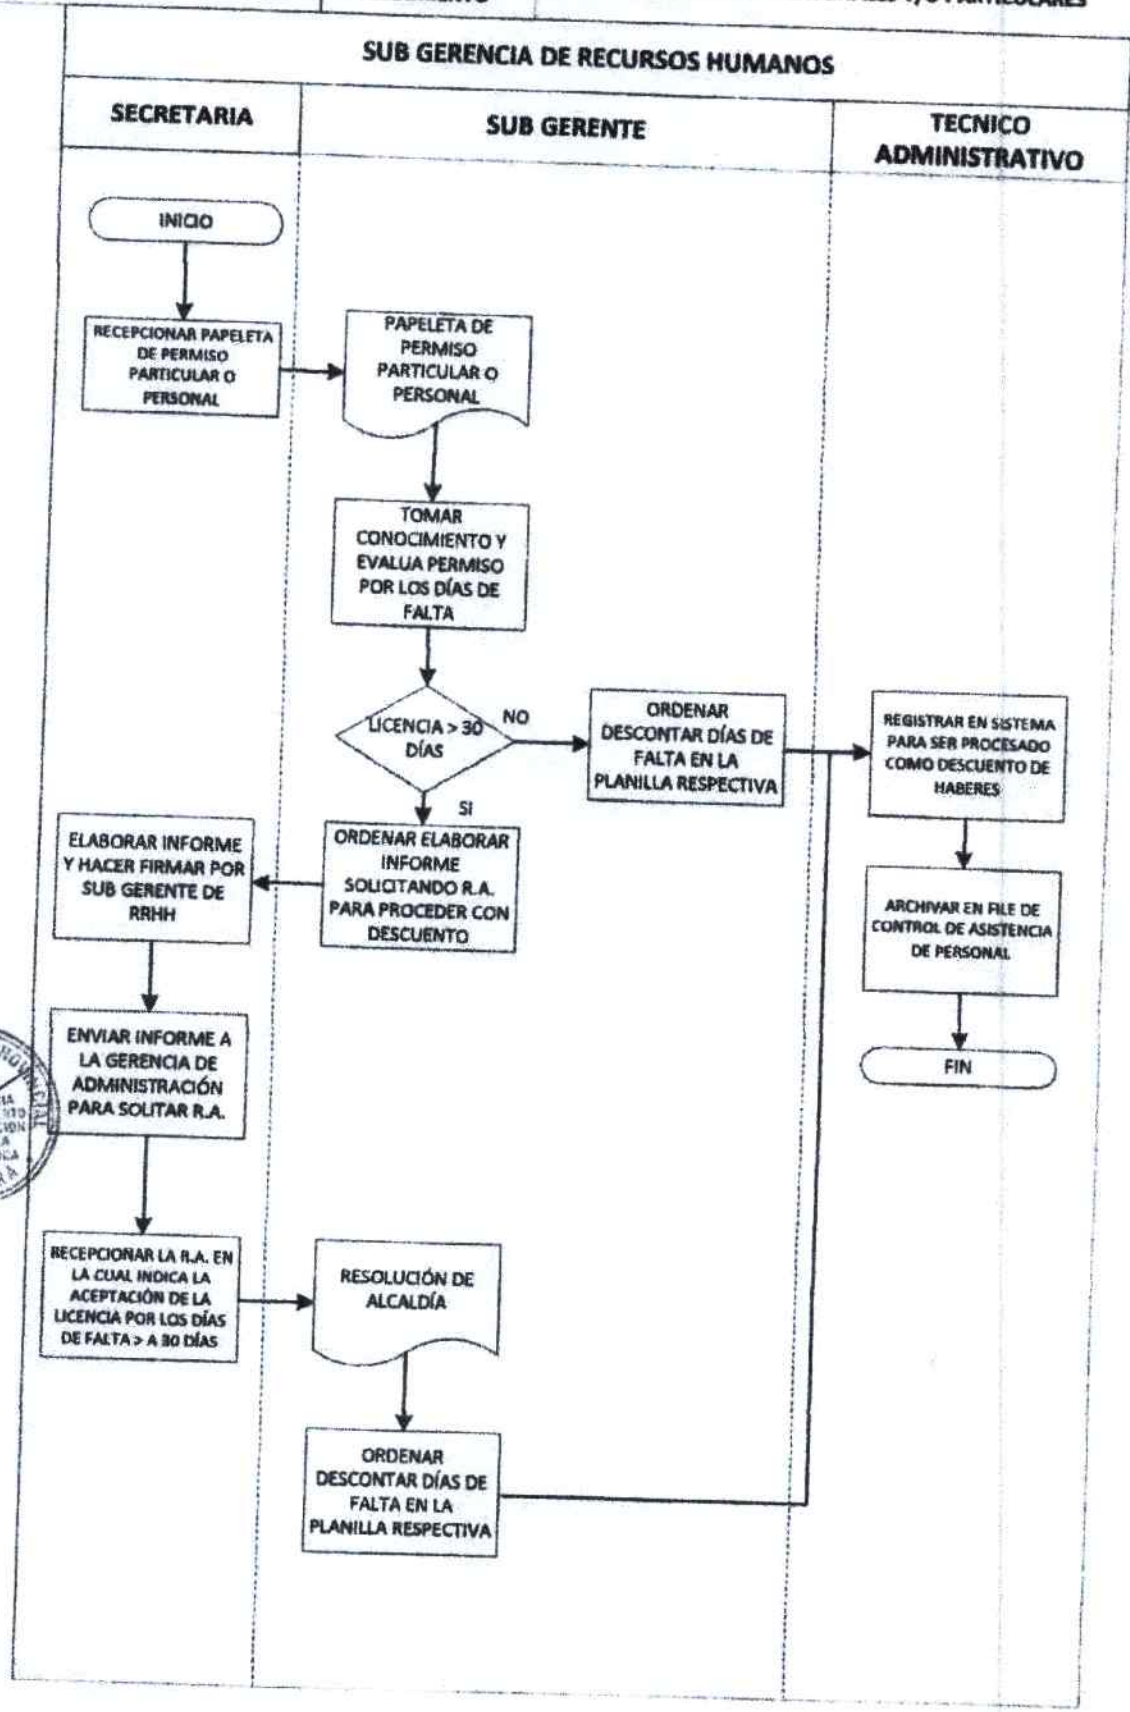 Y/O PARTICULARES
SUB GERENCIA DE RECURSOS HUMANOS
SECRETARIA
SUB GERENTE
TECNICO
ADMINISTRATIVO
INICIO
RECEPCIONAR PAPELETA
DE PERMISO
PARTICULAR O
PERSONAL
PAPELETA DE
PERMISO
PARTICULAR O
PERSONAL
TOMAR
CONOCIMIENTO Y
EVALUA PERMISO
POR LOS DÍAS DE
FALTA
LICENCIA > 30
DÍAS
NO
SI
ORDENAR
DESCONTAR DÍAS DE
FALTA EN LA
PLANILLA RESPECTIVA
REGISTRAR EN SISTEMA
PARA SER PROCESADO
COMO DESCUENTO DE
HABERES
ELABORAR INFORME
Y HACER FIRMAR POR
SUB GERENTE DE
RRHH
ORDENAR ELABORAR
INFORME
SOLICITANDO R.A.
PARA PROCEDER CON
DESCUENTO
ARCHIVAR EN FILE DE
CONTROL DE ASISTENCIA
DE PERSONAL
FIN
ENVIAR INFORME A
LA GERENCIA DE
ADMINISTRACIÓN
PARA SOLITAR R.A.
RECEPCIONAR LA R.A. EN
LA CUAL INDICA LA
ACEPTACIÓN DE LA
LICENCIA POR LOS DÍAS
DE FALTA > A 30 DÍAS
RESOLUCIÓN DE
ALCALDÍA
ORDENAR
DESCONTAR DÍAS DE
FALTA EN LA
PLANILLA RESPECTIVA